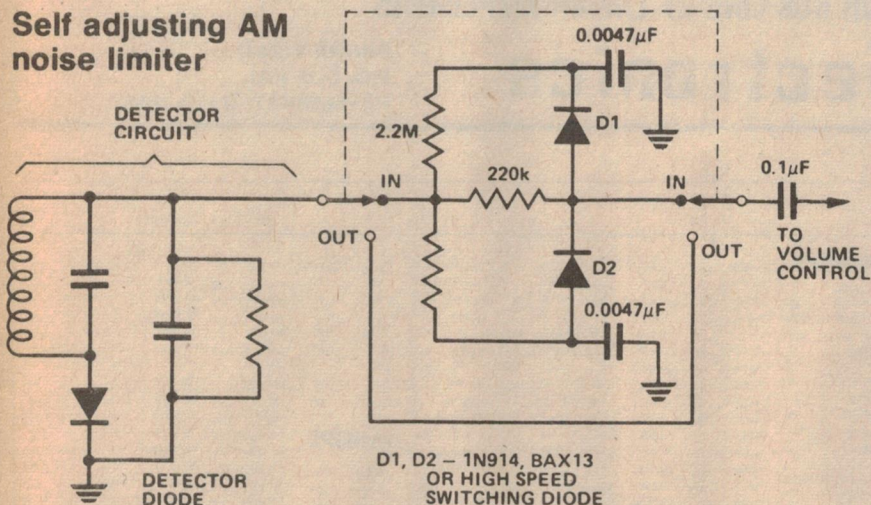 Self adjusting AM
noise limiter
DETECTOR
CIRCUIT
0.0047µF
2.2M
D1
220k
IN
IN
0.1µF
OUT
OUT
TO
VOLUME
CONTROL
D2
0.0047µF
DETECTOR
DIODE
D1, D2 – 1N914, BAX13
OR HIGH SPEED
SWITCHING DIODE